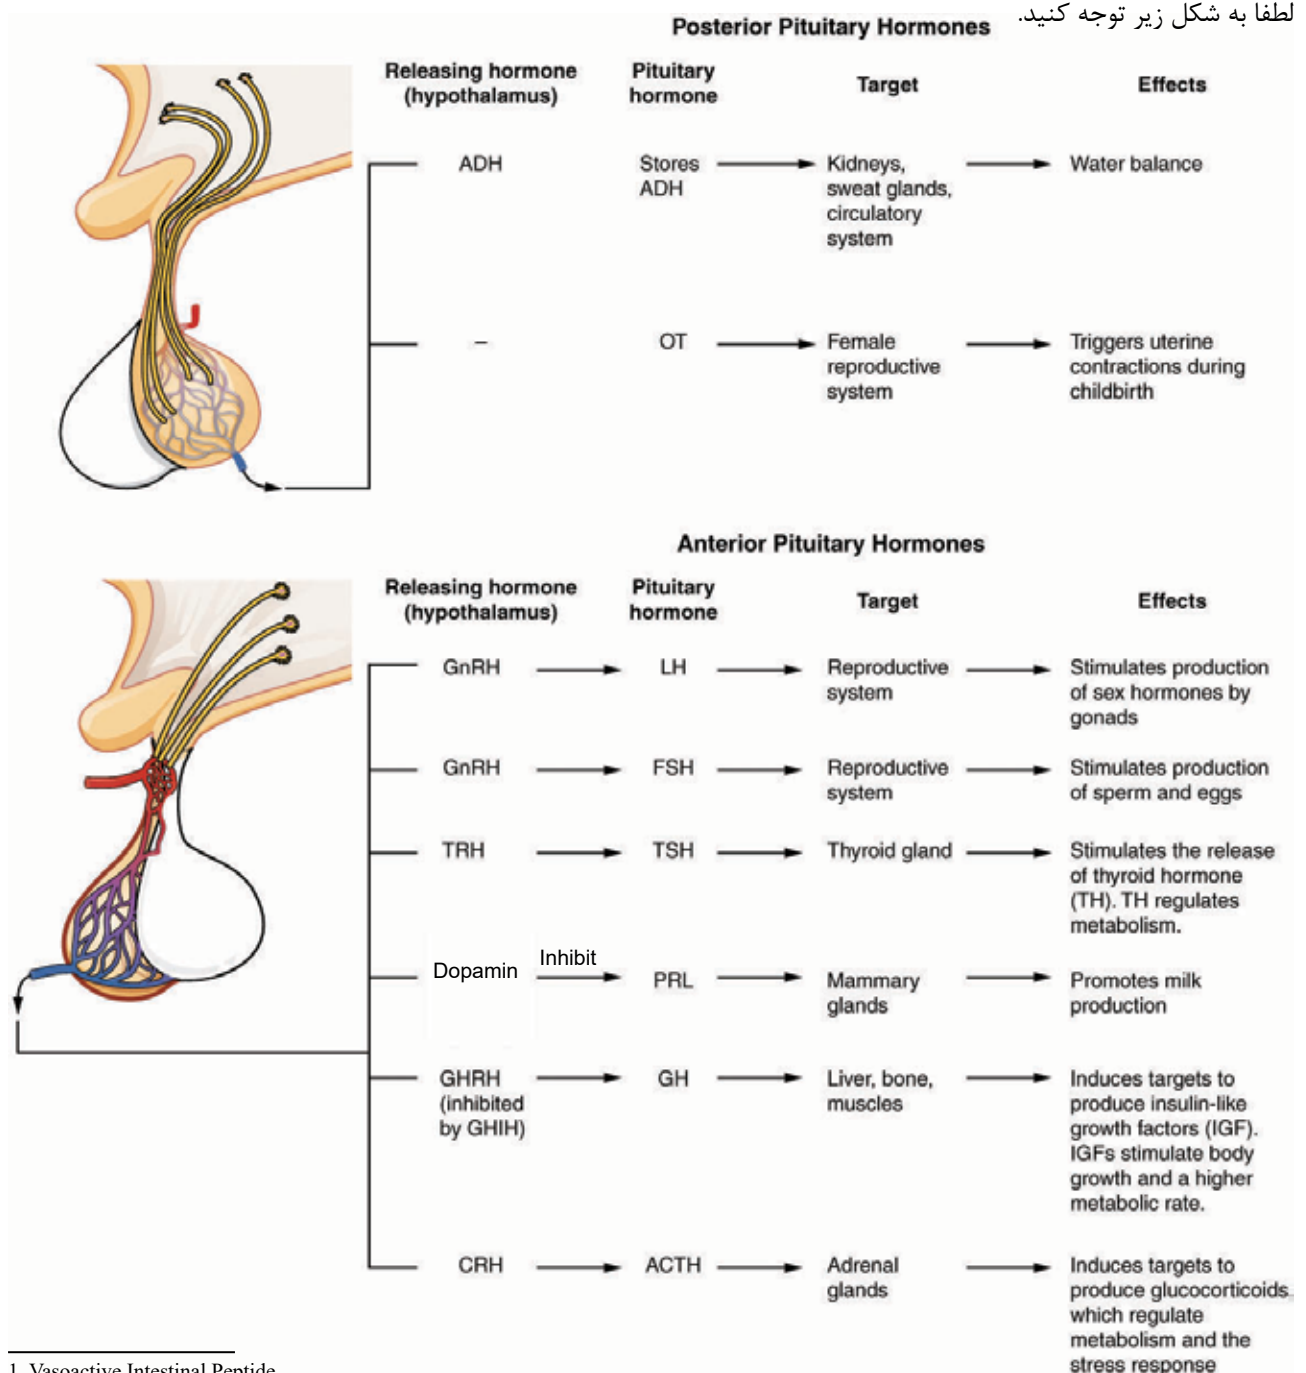 لطفا به شکل زیر توجه کنید.
Posterior Pituitary Hormones
Releasing hormone
(hypothalamus)
Pituitary
hormone
Target
Effects
ADH
Stores
ADH
Kidneys,
sweat glands,
circulatory
system
Water balance
–
OT
Female
reproductive
system
Triggers uterine
contractions during
childbirth
Anterior Pituitary Hormones
Releasing hormone
(hypothalamus)
Pituitary
hormone
Target
Effects
GnRH
LH
Reproductive
system
Stimulates production
of sex hormones by
gonads
GnRH
FSH
Reproductive
system
Stimulates production
of sperm and eggs
TRH
TSH
Thyroid gland
Stimulates the release
of thyroid hormone
(TH). TH regulates
metabolism.
Dopamin
Inhibit
PRL
Mammary
glands
Promotes milk
production
GHRH
(inhibited
by GHIH)
GH
Liver, bone,
muscles
Induces targets to
produce insulin-like
growth factors (IGF).
IGFs stimulate body
growth and a higher
metabolic rate.
CRH
ACTH
Adrenal
glands
Induces targets to
produce glucocorticoids,
which regulate
metabolism and the
stress response
1. Vasoactive Intestinal Peptide